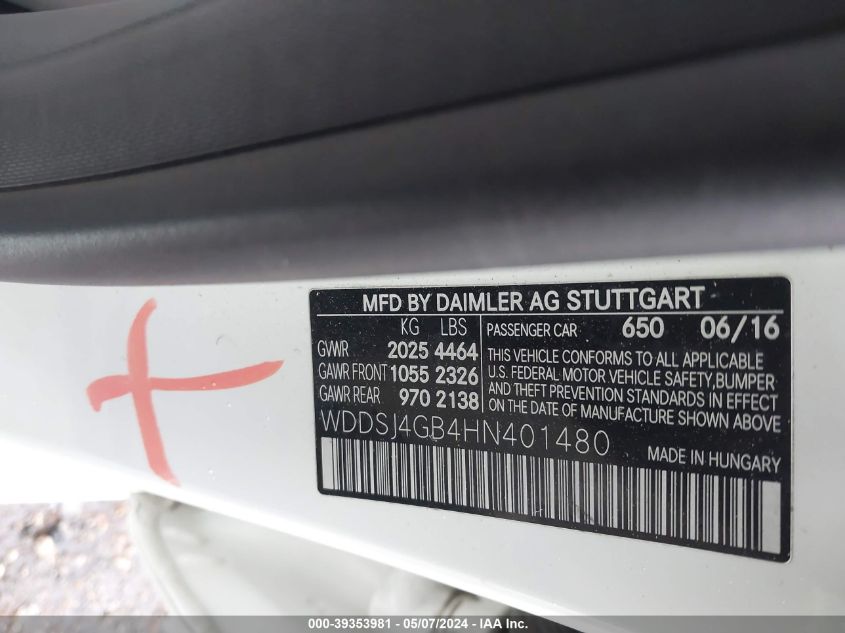 MFD BY DAIMLER AG STUTTGART
KG LBS
GVWR 2025 4464
GAWR FRONT 1055 2326
GAWR REAR 970 2138
PASSENGER CAR 650 06/16
THIS VEHICLE CONFORMS TO ALL APPLICABLE
U.S. FEDERAL MOTOR VEHICLE SAFETY,BUMPER
AND THEFT PREVENTION STANDARDS IN EFFECT
ON THE DATE OF MANUFACTURE SHOWN ABOVE
WDDSJ4GB4HN401480
MADE IN HUNGARY
000-39353981 - 05/07/2024 - IAA Inc.